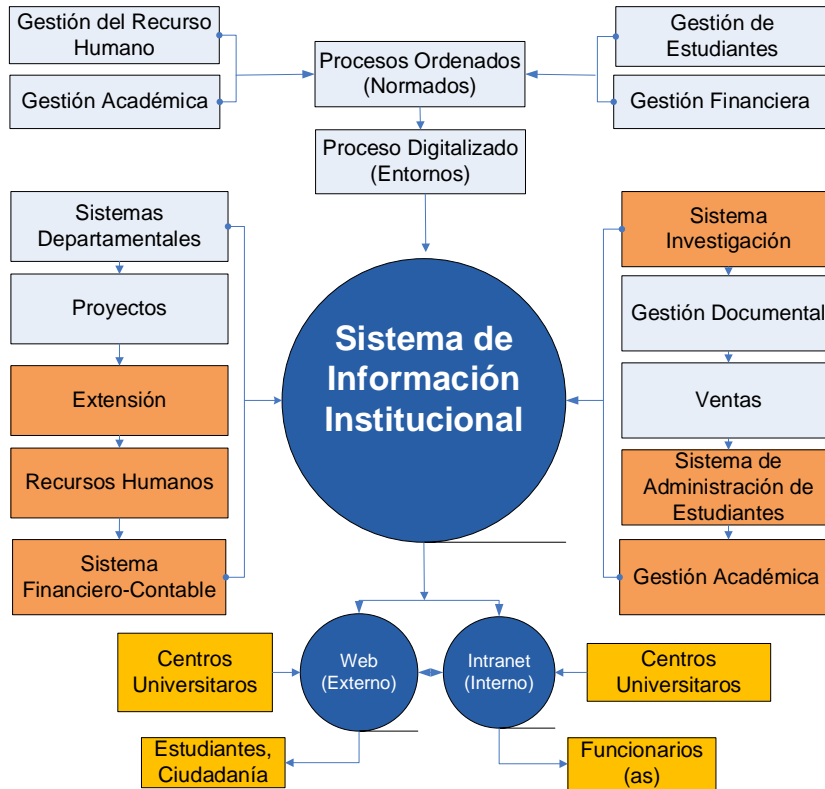 Gestión del Recurso
Humano
Gestión Académica
Procesos Ordenados
(Normados)
Gestión de
Estudiantes
Gestión Financiera
Proceso Digitalizado
(Entornos)
Sistemas
Departamentales
Proyectos
Extensión
Recursos Humanos
Sistema
Financiero-Contable
Sistema de
Información
Institucional
Sistema
Investigación
Gestión Documental
Ventas
Sistema de
Administración de
Estudiantes
Gestión Académica
Centros
Universitaros
Web
(Externo)
Intranet
(Interno)
Centros
Universitaros
Estudiantes,
Ciudadanía
Funcionarios
(as)